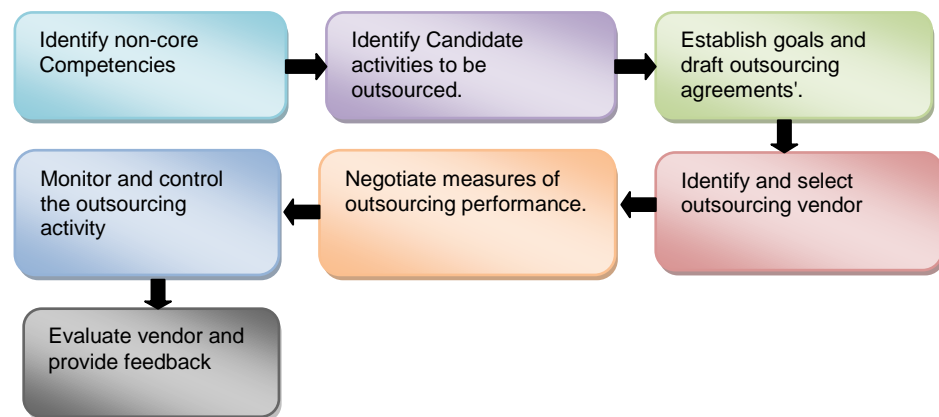 Identify non-core
Competencies
Identify Candidate
activities to be
outsourced.
Establish goals and
draft outsourcing
agreements'.
Identify and select
outsourcing vendor
Negotiate measures of
outsourcing performance.
Monitor and control
the outsourcing
activity
Evaluate vendor and
provide feedback